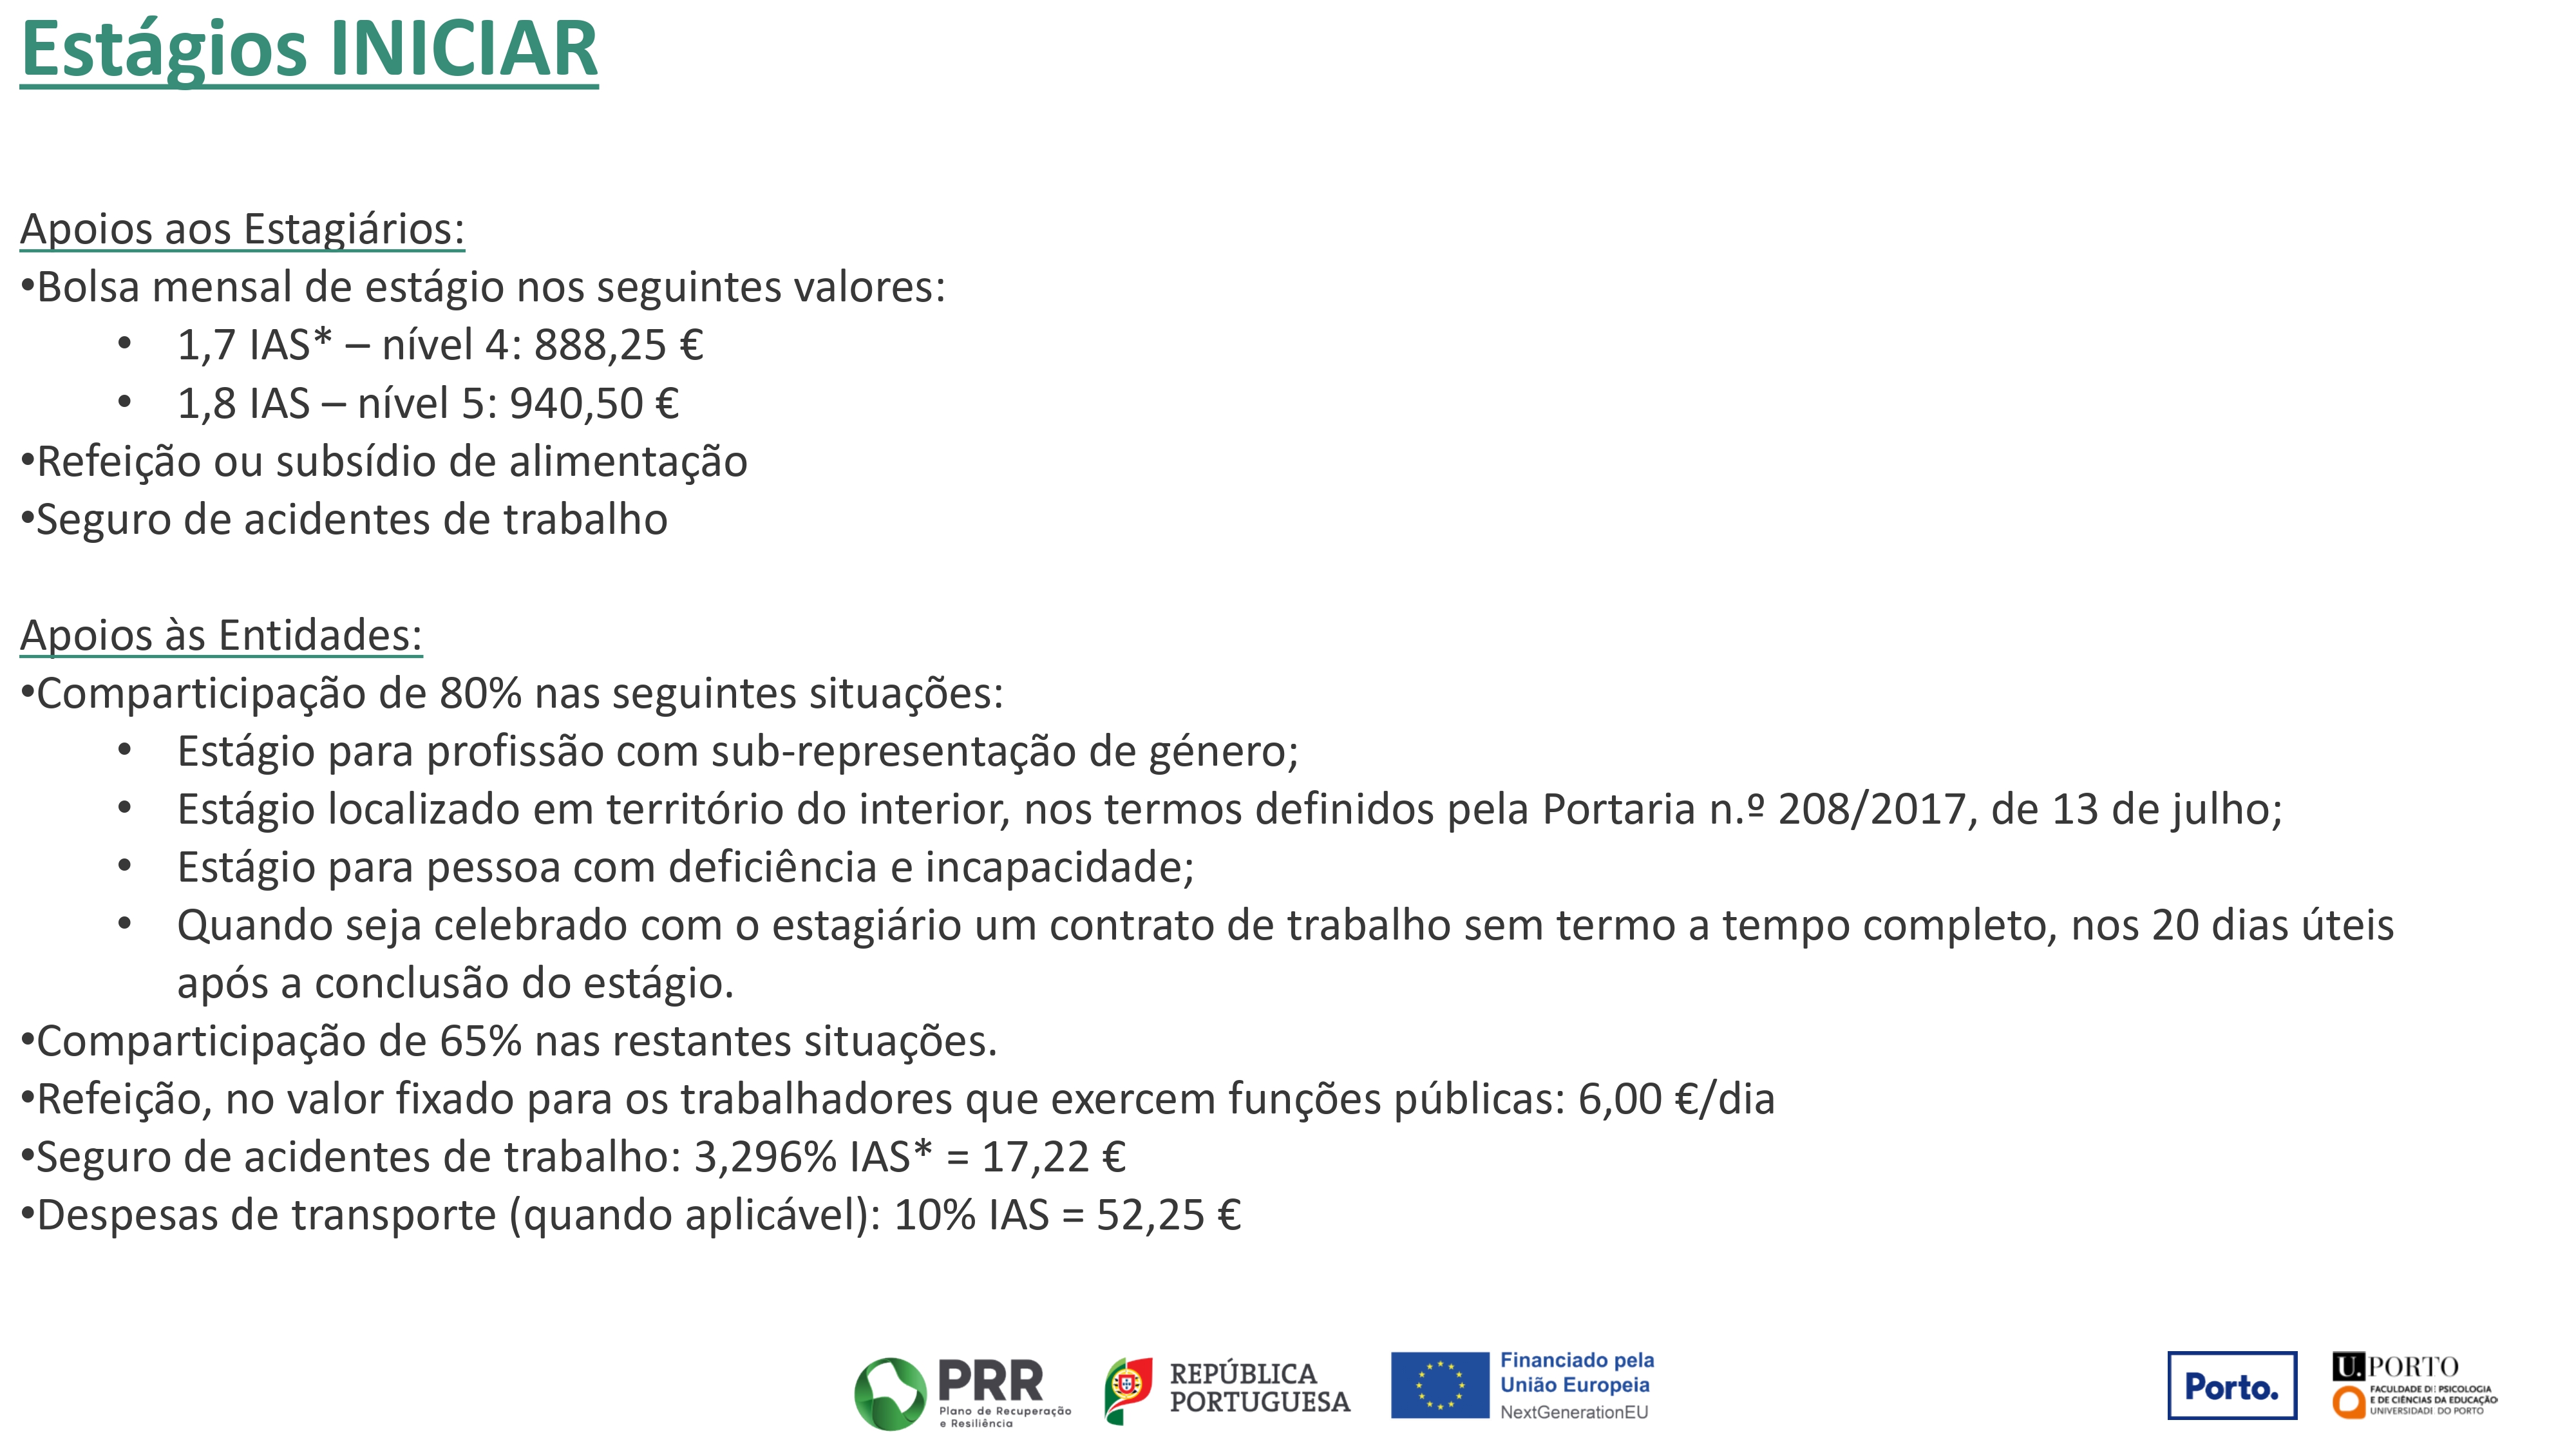 Estágios INICIAR
Apoios aos Estagiários:
•Bolsa mensal de estágio nos seguintes valores:
• 1,7 IAS* – nível 4: 888,25 €
• 1,8 IAS – nível 5: 940,50 €
•Refeição ou subsídio de alimentação
•Seguro de acidentes de trabalho
Apoios às Entidades:
•Comparticipação de 80% nas seguintes situações:
• Estágio para profissão com sub-representação de género;
• Estágio localizado em território do interior, nos termos definidos pela Portaria n.º 208/2017, de 13 de julho;
• Estágio para pessoa com deficiência e incapacidade;
• Quando seja celebrado com o estagiário um contrato de trabalho sem termo a tempo completo, nos 20 dias úteis
após a conclusão do estágio.
•Comparticipação de 65% nas restantes situações.
•Refeição, no valor fixado para os trabalhadores que exercem funções públicas: 6,00 €/dia
•Seguro de acidentes de trabalho: 3,296% IAS* = 17,22 €
•Despesas de transporte (quando aplicável): 10% IAS = 52,25 €
PRR
Plano de Recuperação
e Resiliência
REPÚBLICA
PORTUGUESA
Financiado pela
União Europeia
NextGenerationEU
Porto.
U.PORTO
FACULDADE DE PSICOLOGIA
E DE CIÊNCIAS DA EDUCAÇÃO
UNIVERSIDADE DO PORTO